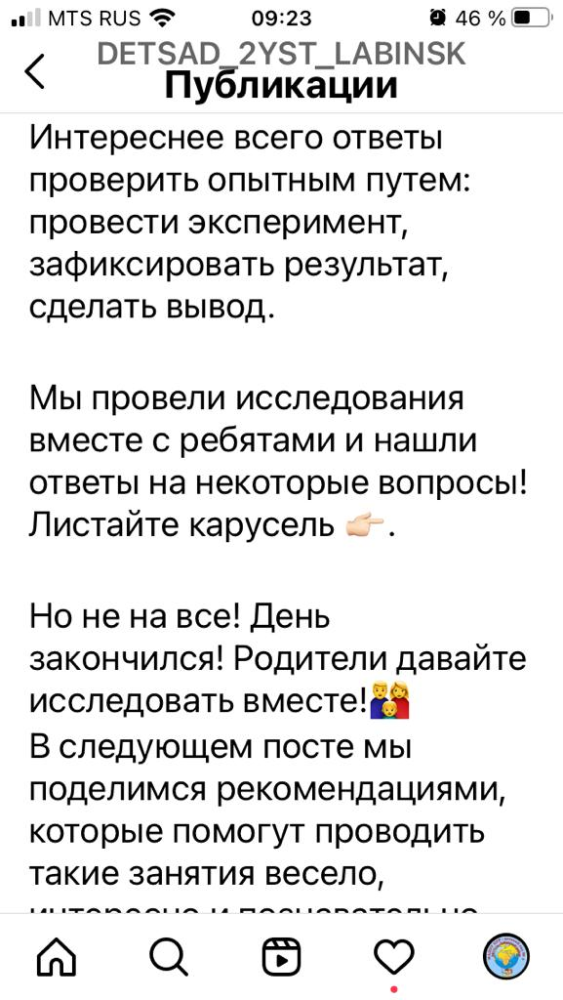 MTS RUS 09:23 46 %
DETSAD_2YST_LABINSK
Публикации
Интереснее всего ответы
проверить опытным путем:
провести эксперимент,
зафиксировать результат,
сделать вывод.
Мы провели исследования
вместе с ребятами и нашли
ответы на некоторые вопросы!
Листайте карусель 👉🏻.
Но не на все! День
закончился! Родители давайте
исследовать вместе!👨‍👩‍👦
В следующем посте мы
поделимся рекомендациями,
которые помогут проводить
такие занятия весело,
интересно и познавательно